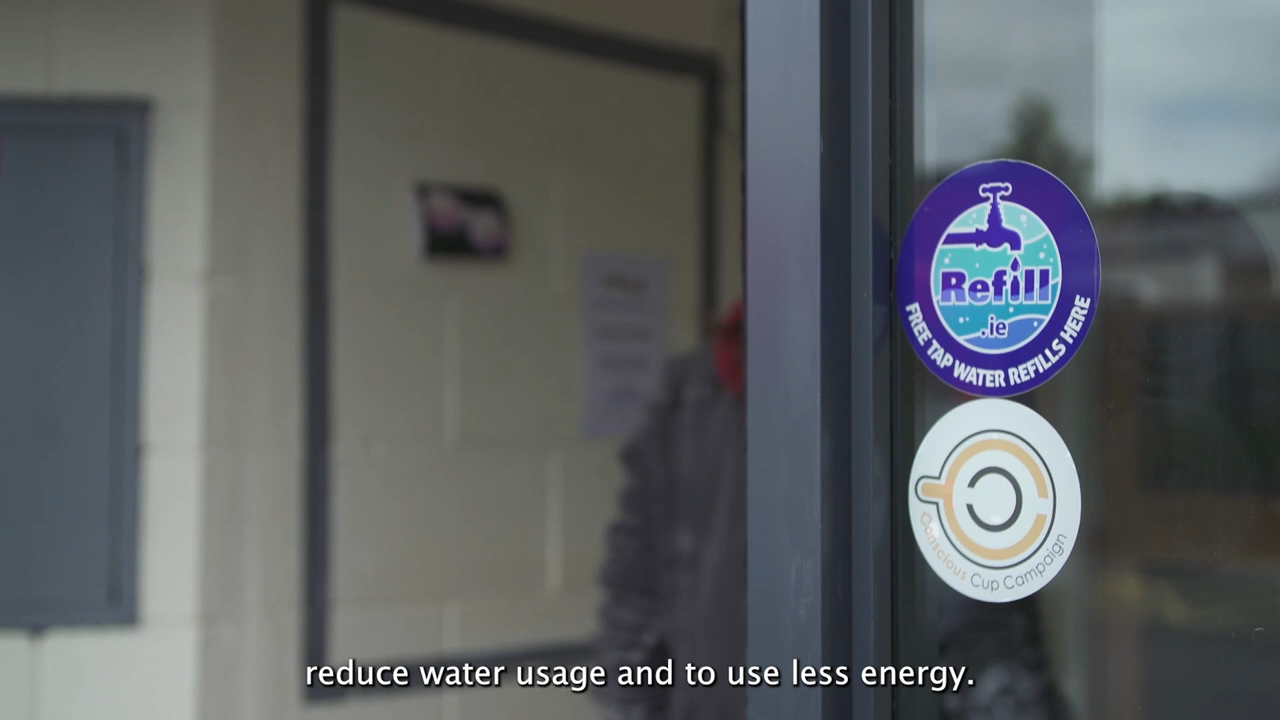 Refill
.ie
FREE TAP WATER REFILLS HERE
Conscious Cup Campaign
reduce water usage and to use less energy.